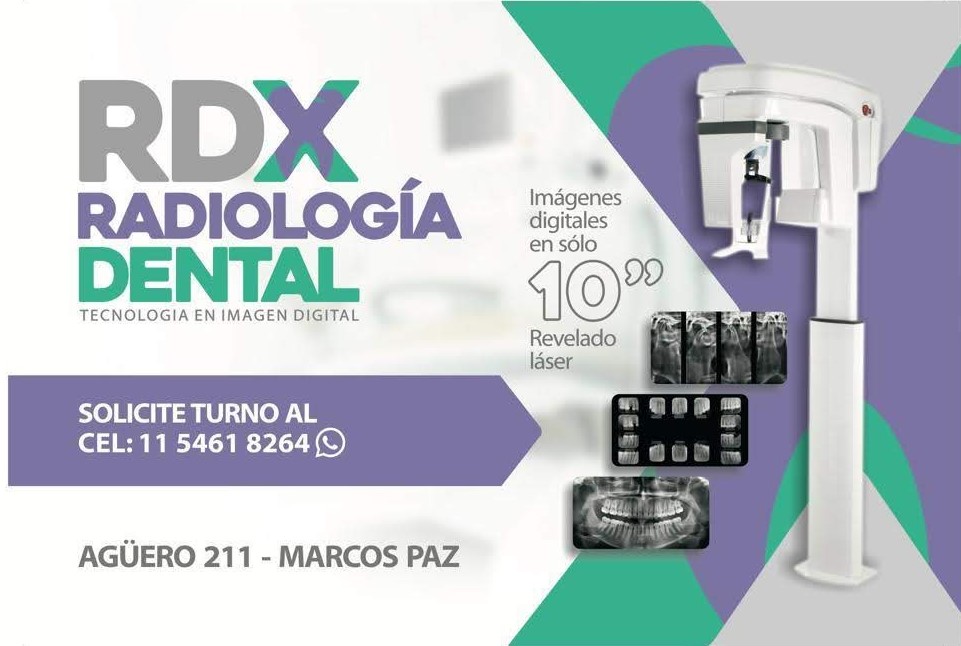 RDX
RADIOLOGÍA
DENTAL
TECNOLOGIA EN IMAGEN DIGITAL
Imágenes
digitales
en sólo
10”
Revelado
láser
SOLICITE TURNO AL
CEL: 11 5461 8264
AGÜERO 211 - MARCOS PAZ